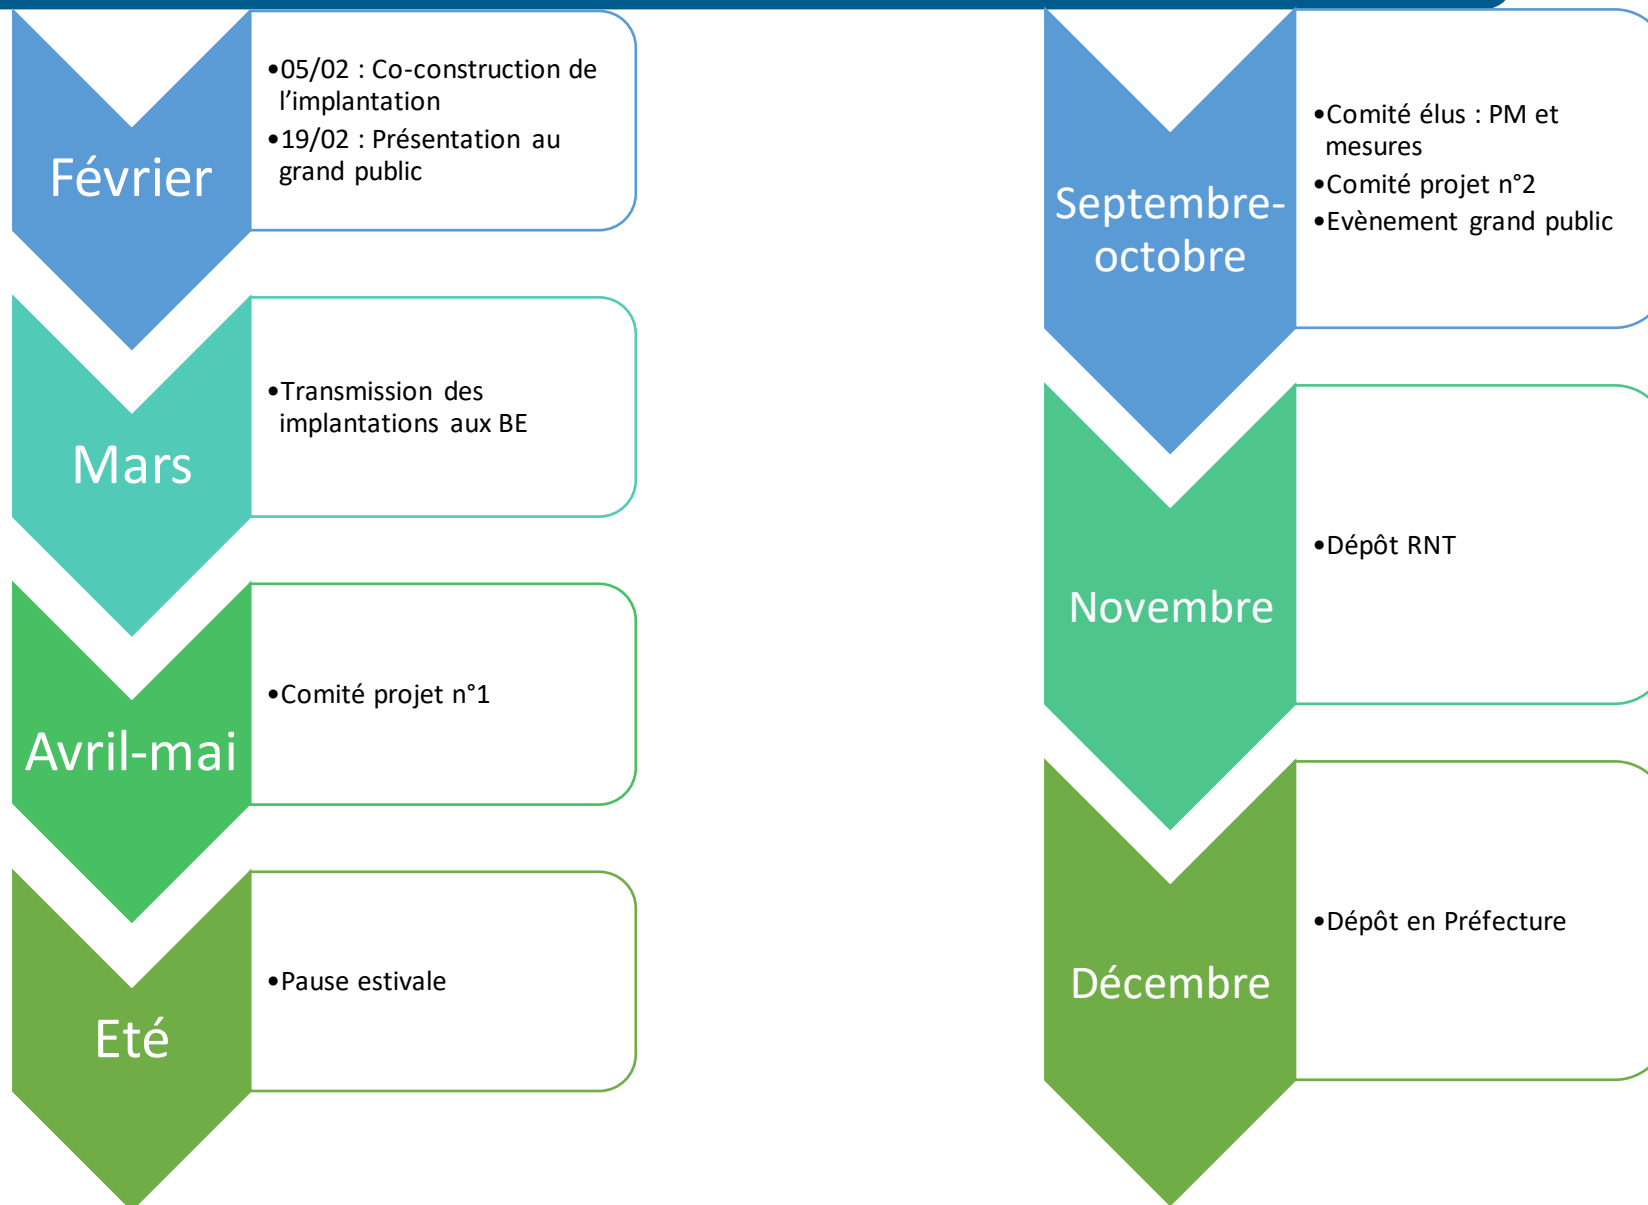 Février
•05/02 : Co-construction de
l’implantation
•19/02 : Présentation au
grand public
Mars
•Transmission des
implantations aux BE
Avril-mai
•Comité projet n°1
Eté
•Pause estivale
Septembre-
octobre
•Comité élus : PM et
mesures
•Comité projet n°2
•Evènement grand public
Novembre
•Dépôt RNT
Décembre
•Dépôt en Préfecture